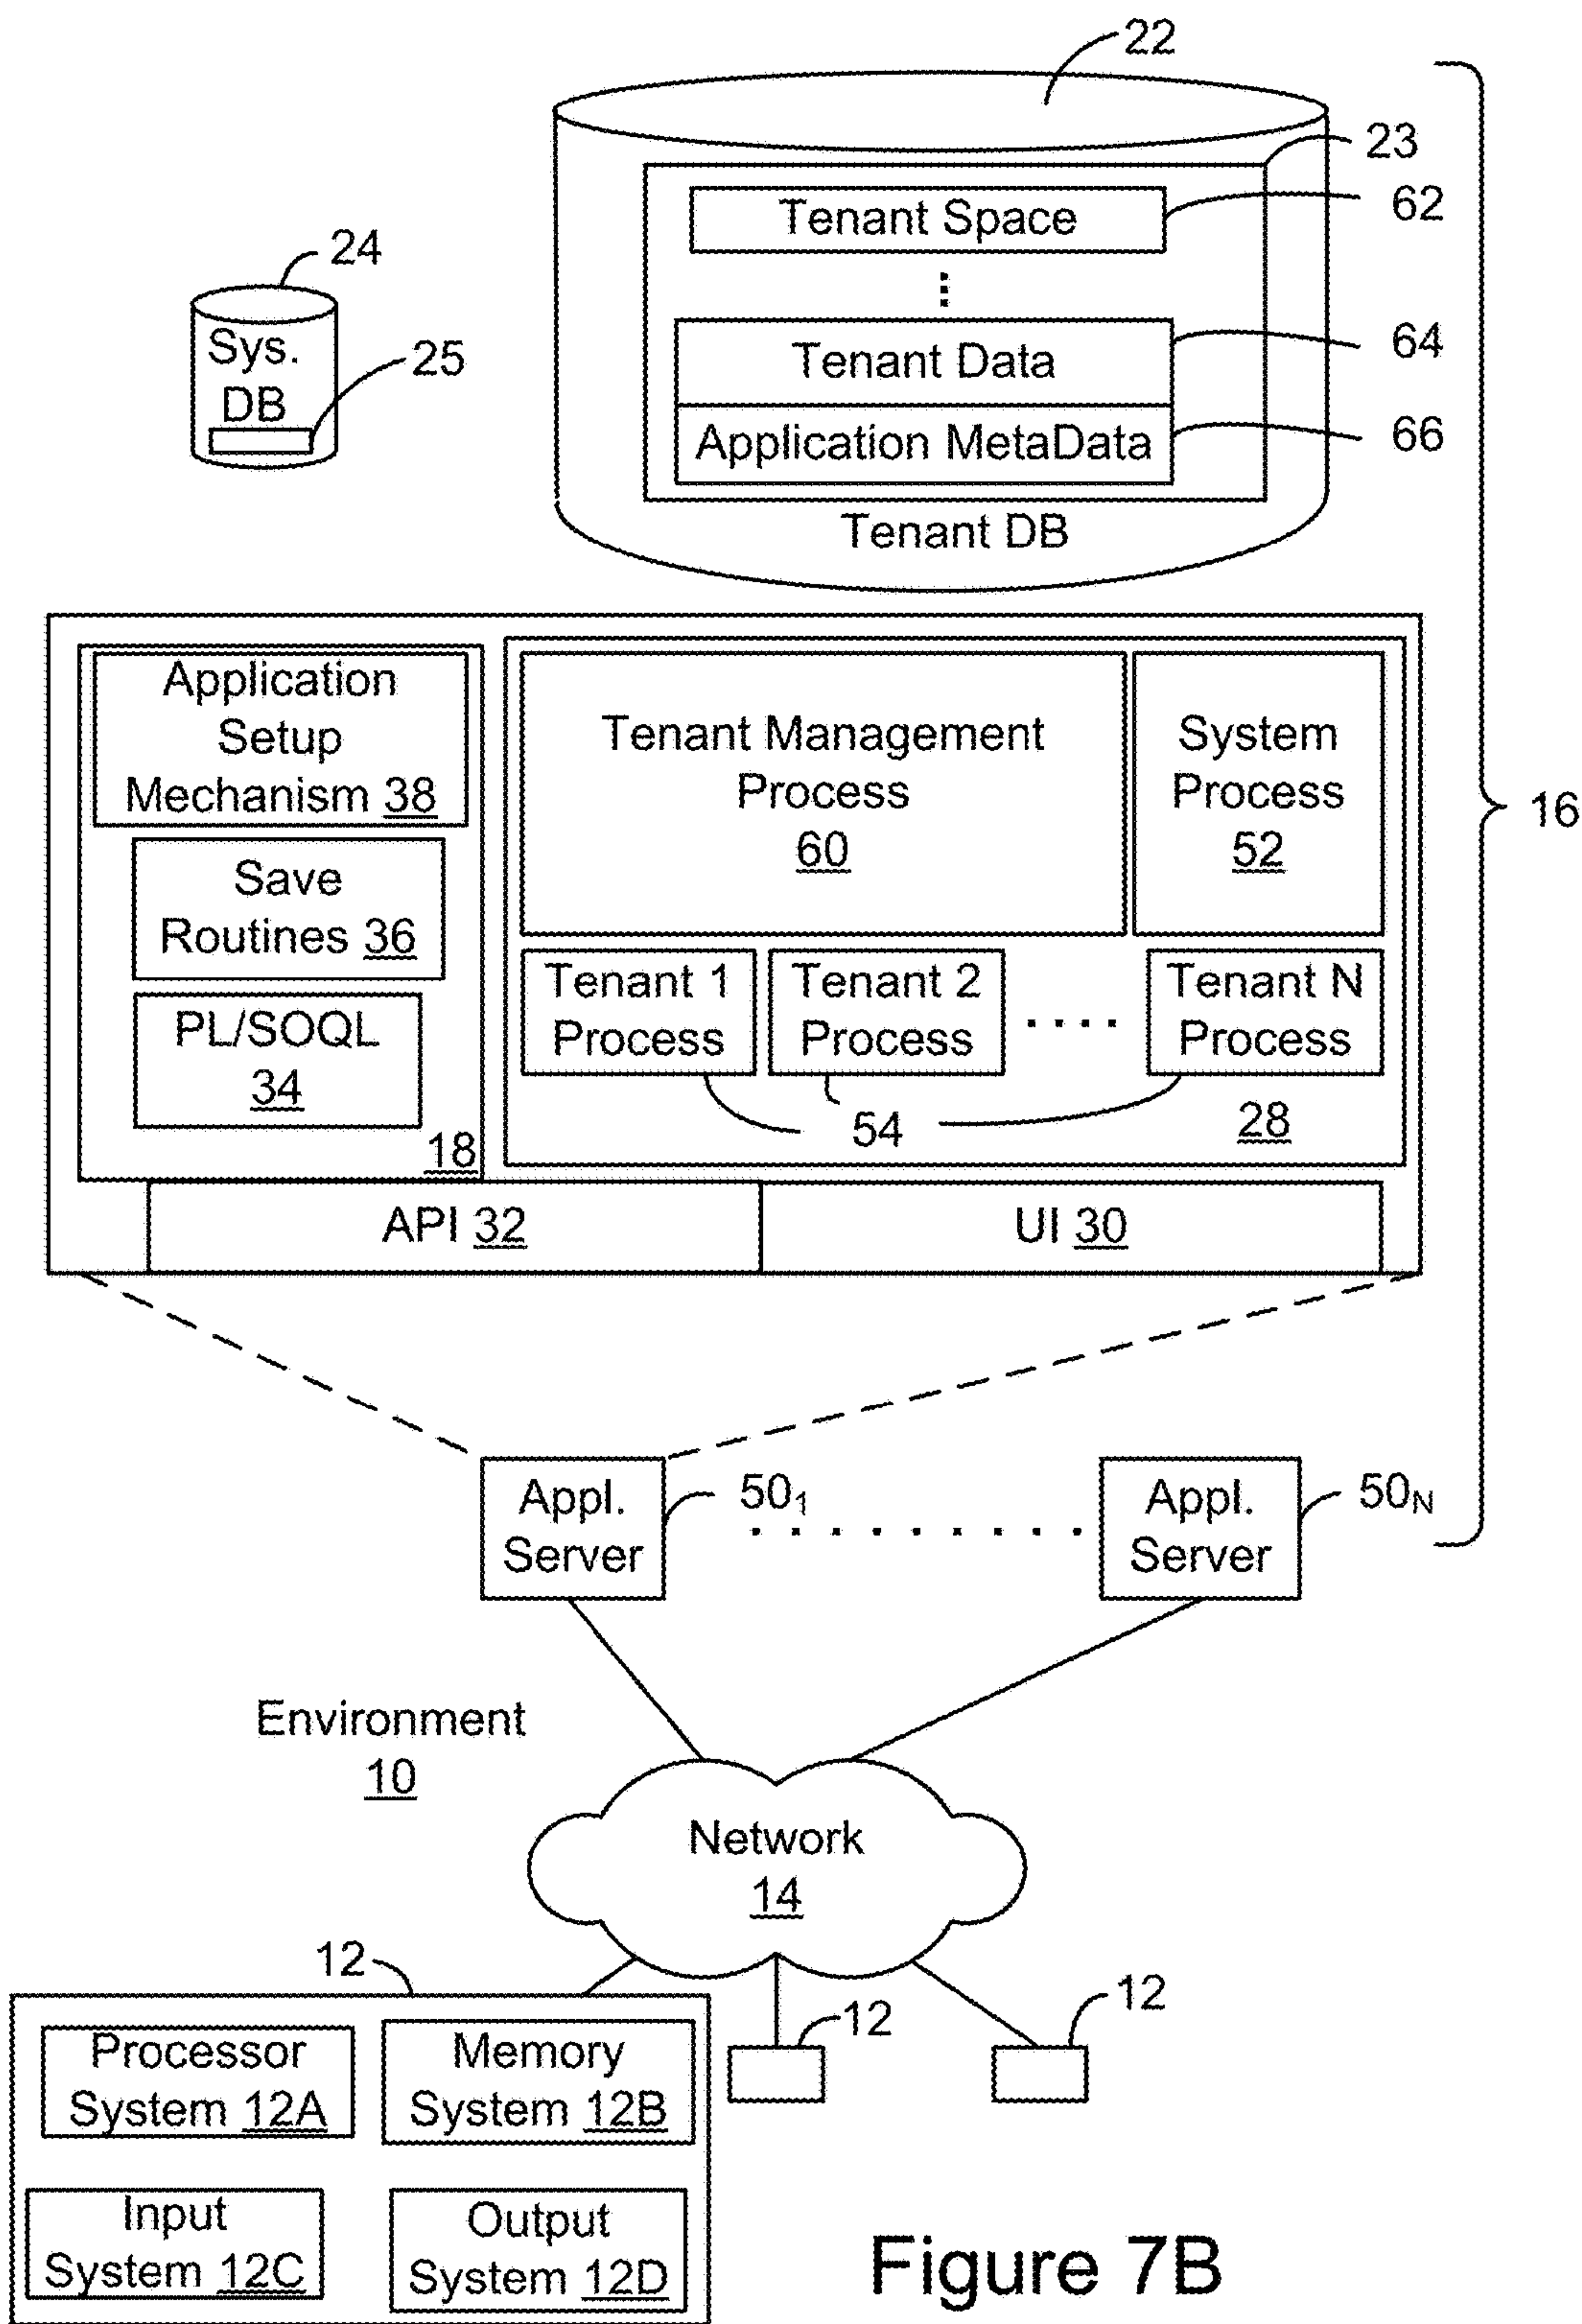 22
23
Tenant Space
62
24
Sys.
DB
25
Tenant Data
64
Application MetaData
66
Tenant DB
16
Application
Setup
Mechanism 38
Save
Routines 36
PL/SOQL
34
18
Tenant Management
Process
60
System
Process
52
Tenant 1
Process
Tenant 2
Process
. . . .
Tenant N
Process
54
28
API 32
UI 30
Appl.
Server
50₁
. . . . . . . . . .
Appl.
Server
50ₙ
Environment
10
Network
14
12
12
12
Processor
System 12A
Memory
System 12B
Input
System 12C
Output
System 12D
Figure 7B